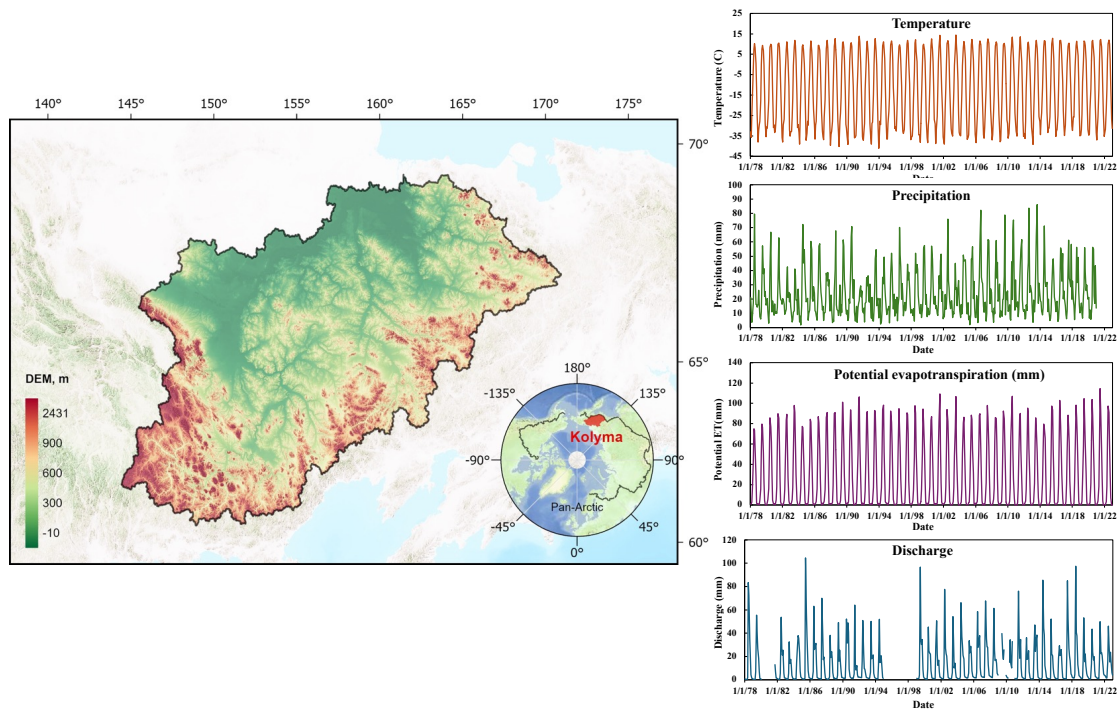 140° 145° 150° 155° 160° 165° 170° 175°
70°
65°
60°
DEM, m
2431
900
600
300
-10
180°
-135° 135°
Kolyma
-90° 90°
Pan-Arctic
-45° 45°
0°
Temperature
Temperature (C)
25
15
5
-5
-15
-25
-35
-45
1/1/78 1/1/82 1/1/86 1/1/90 1/1/94 1/1/98 1/1/02 1/1/06 1/1/10 1/1/14 1/1/18 1/1/22
Date
Precipitation
Precipitation (mm)
100
90
80
70
60
50
40
30
20
10
0
1/1/78 1/1/82 1/1/86 1/1/90 1/1/94 1/1/98 1/1/02 1/1/06 1/1/10 1/1/14 1/1/18 1/1/22
Date
Potential evapotranspiration (mm)
Potential ET(mm)
140
120
100
80
60
40
20
0
1/1/78 1/1/82 1/1/86 1/1/90 1/1/94 1/1/98 1/1/02 1/1/06 1/1/10 1/1/14 1/1/18 1/1/22
Date
Discharge
Discharge (mm)
120
100
80
60
40
20
0
1/1/78 1/1/82 1/1/86 1/1/90 1/1/94 1/1/98 1/1/02 1/1/06 1/1/10 1/1/14 1/1/18 1/1/22
Date